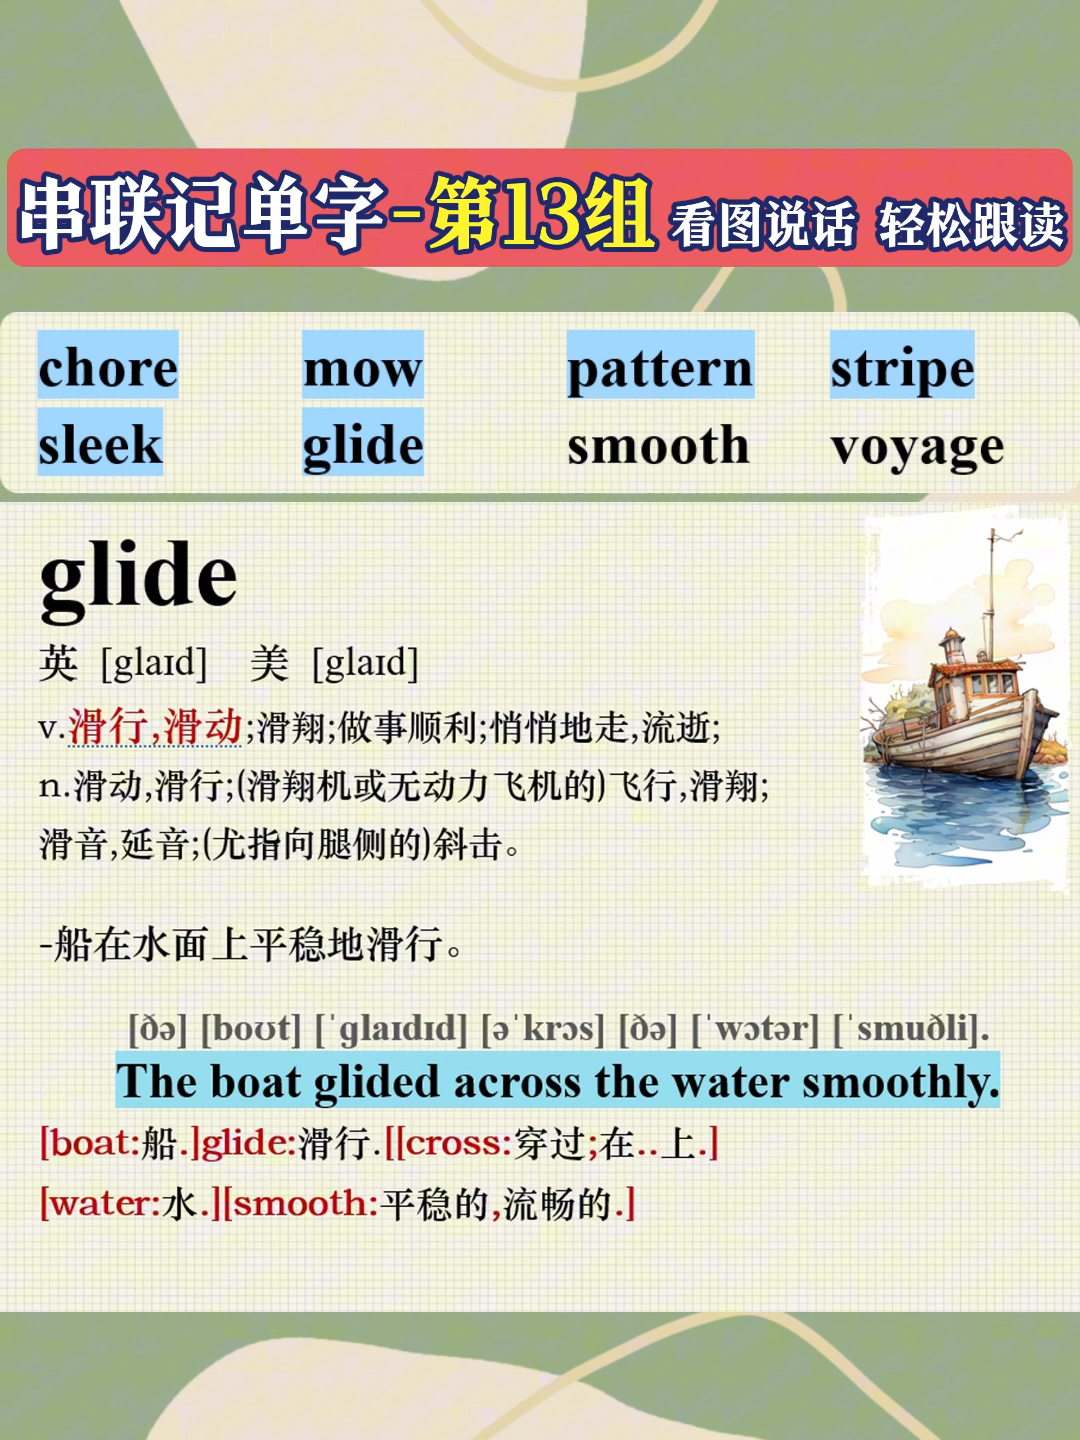 串联记单字-第13组 看图说话 轻松跟读
chore mow pattern stripe
sleek glide smooth voyage
glide
英 [glaɪd] 美 [glaɪd]
v.滑行,滑动;滑翔;做事顺利;悄悄地走,流逝;
n.滑动,滑行;(滑翔机或无动力飞机的)飞行,滑翔;
滑音,延音;(尤指向腿侧的)斜击。
-船在水面上平稳地滑行。
[ðə] [boʊt] [ˈglaɪdɪd] [əˈkrɔs] [ðə] [ˈwɔtər] [ˈsmuðli].
The boat glided across the water smoothly.
[boat:船.]glide:滑行.[[cross:穿过;在..上.]
[water:水.][smooth:平稳的,流畅的.]